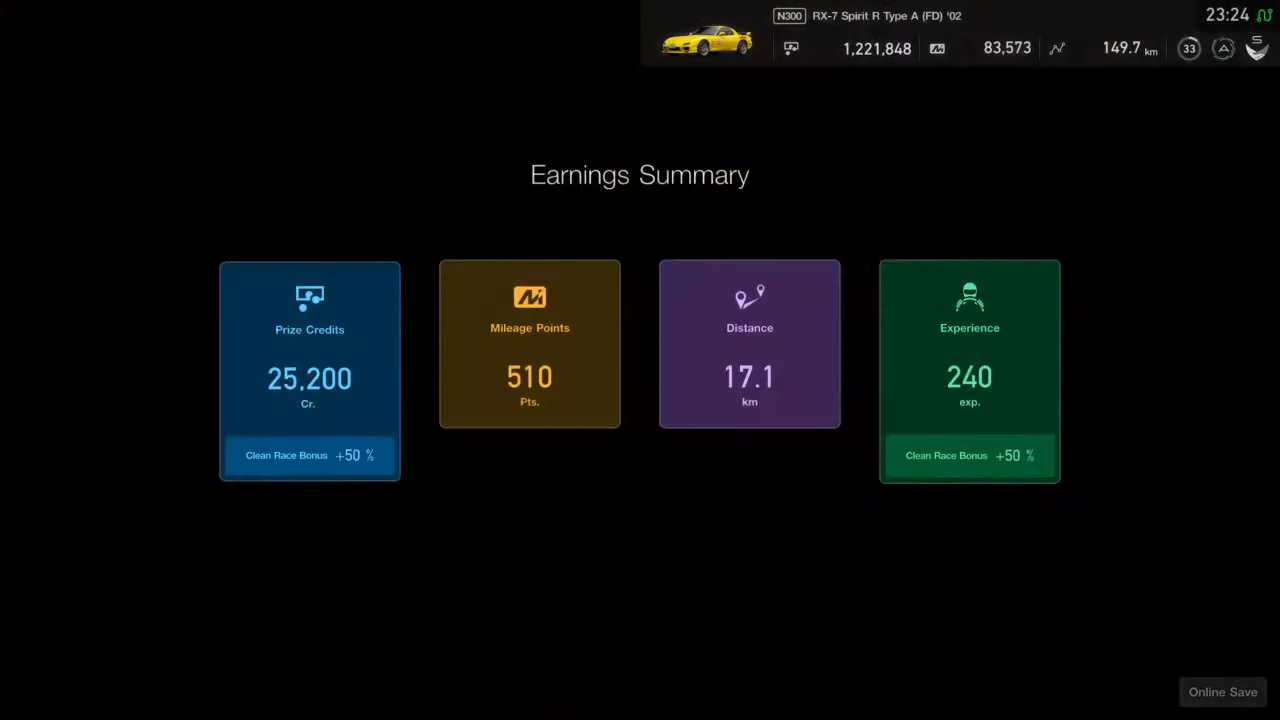 N300 RX-7 Spirit R Type A (FD) '02
23:24
1,221,848 83,573 149.7 km 33 S
Earnings Summary
Prize Credits
25,200
Cr.
Clean Race Bonus +50 %
Mileage Points
510
Pts.
Distance
17.1
km
Experience
240
exp.
Clean Race Bonus +50 %
Online Save